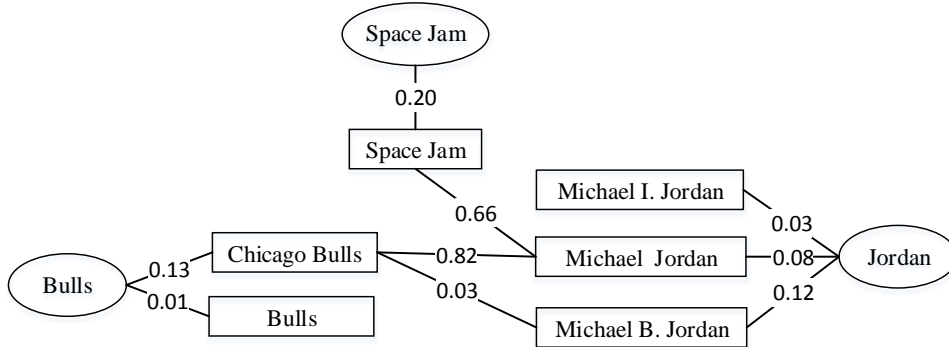 Space Jam
0.20
Space Jam
Michael I. Jordan
0.66
0.03
Chicago Bulls
0.82
Michael Jordan
0.08
Jordan
0.13
Bulls
0.01
0.03
0.12
Bulls
Michael B. Jordan